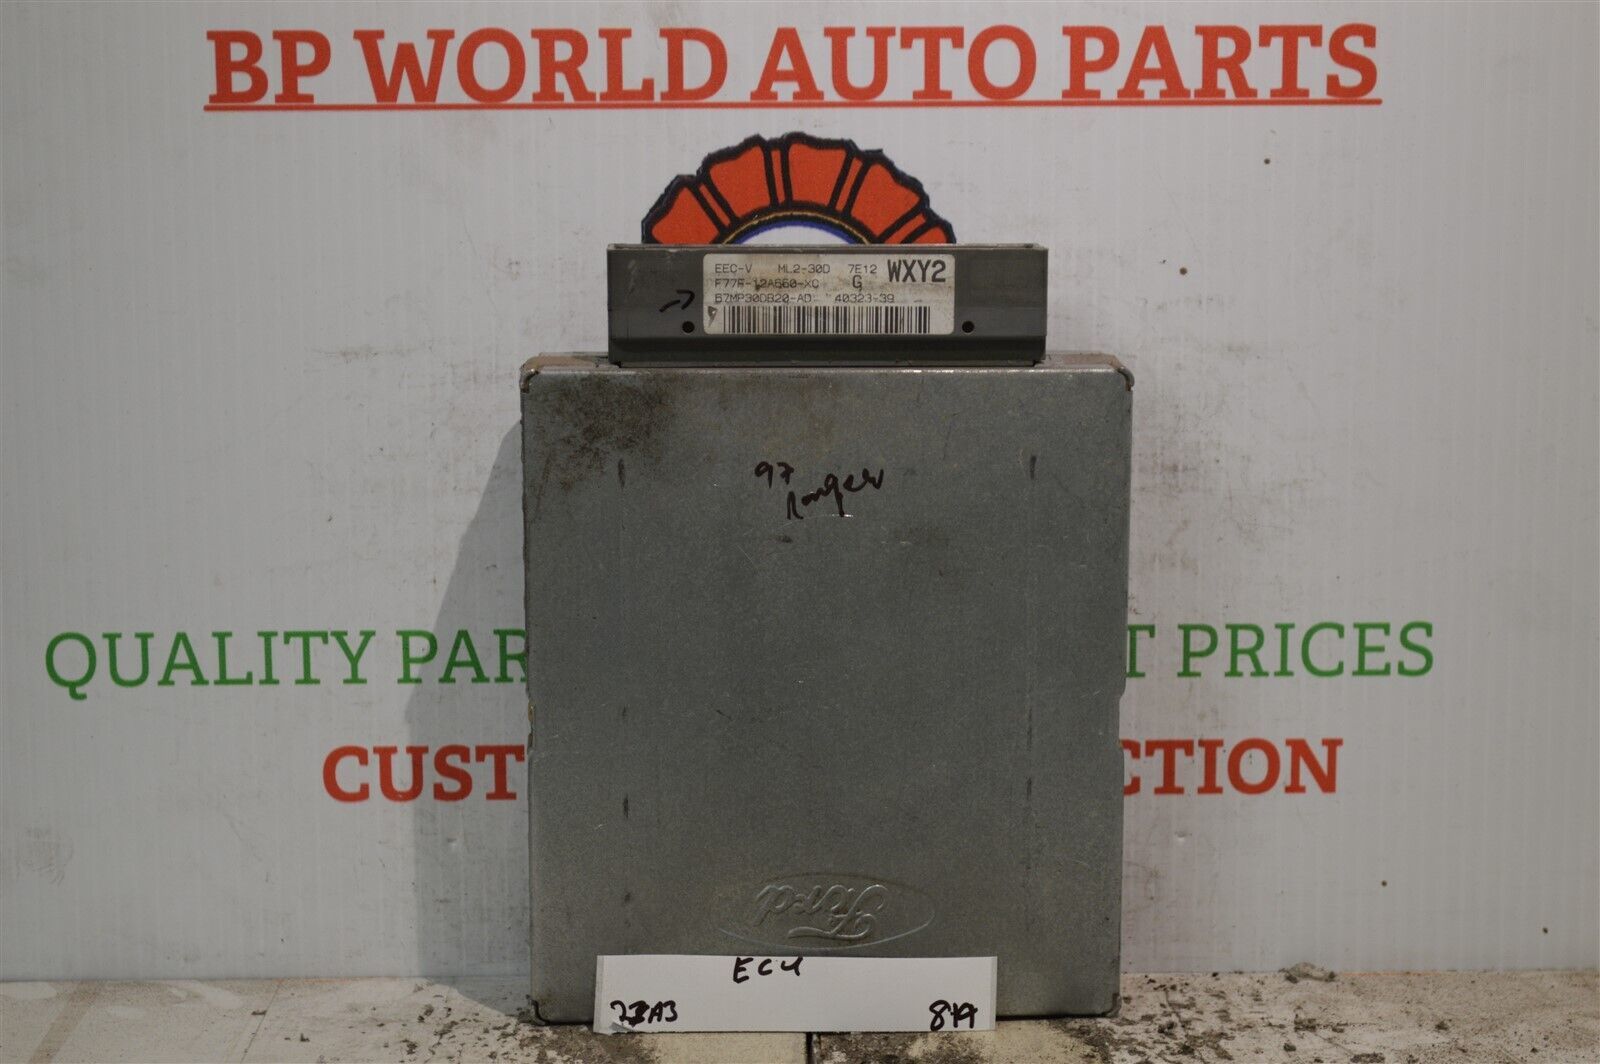 BP WORLD AUTO PARTS
EEC-V ML2-30D 7E12 WXY2
F77F-12A650-XC G
B7MP30DB20-AD 40323-39
97
Ranger
QUALITY PAR T PRICES
CUST CTION
Ford
ECU
849